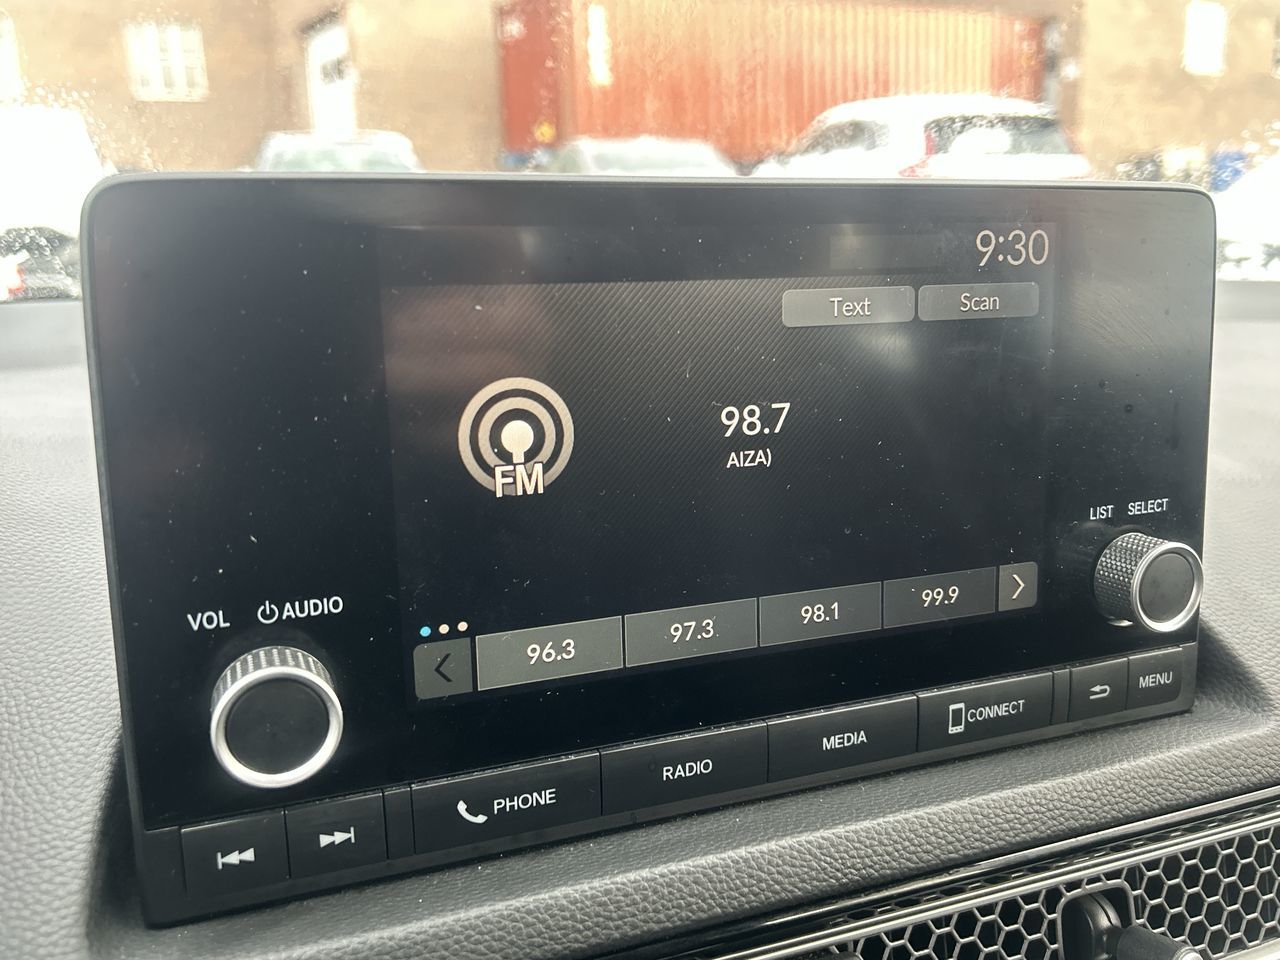 9:30
Text Scan
98.7
AIZA)
FM
LIST SELECT
VOL AUDIO
96.3 97.3 98.1 99.9
PHONE RADIO MEDIA CONNECT MENU